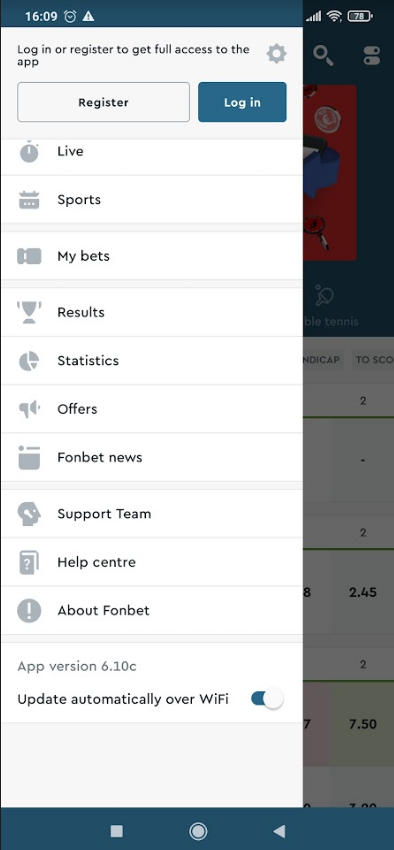 16:09
78
Log in or register to get full access to the
app
Register
Log in
Live
Sports
My bets
Results
Statistics
Offers
Fonbet news
Support Team
Help centre
About Fonbet
App version 6.10c
Update automatically over WiFi
ble tennis
NDICAP
TO SCO
2
-
2
8
2.45
2
7
7.50